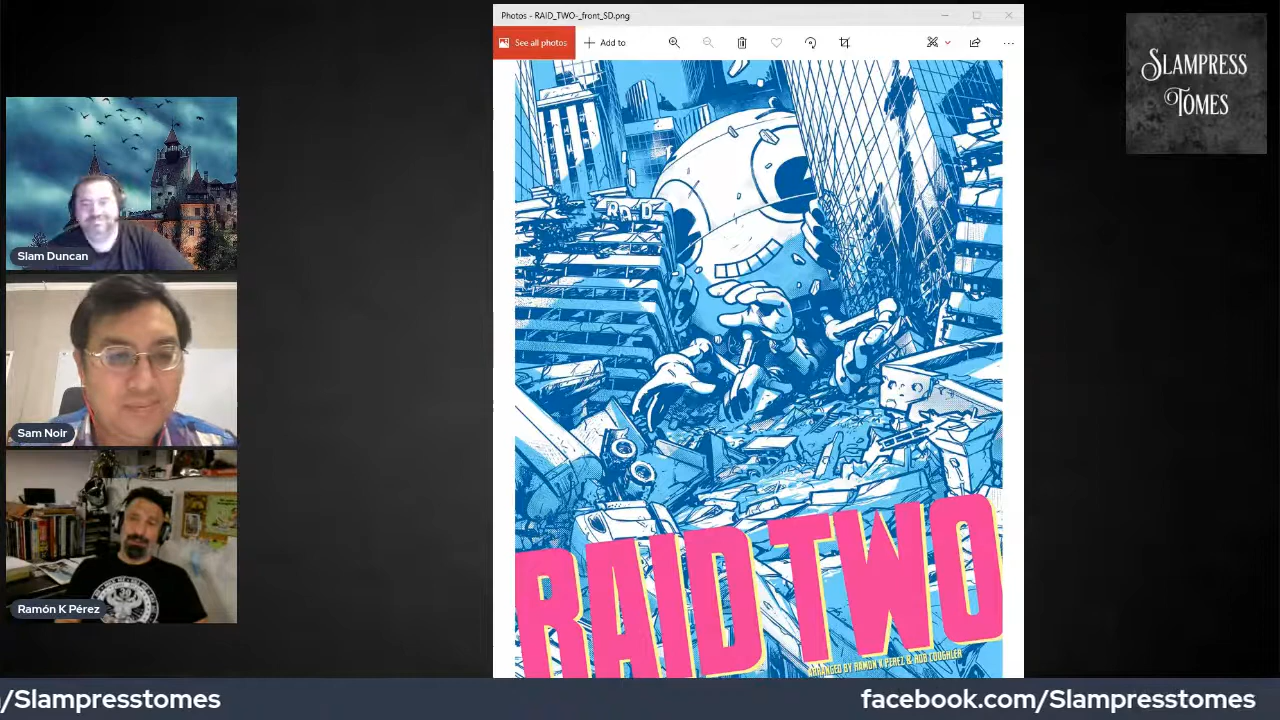 Photos - RAID_TWO-_front_SD.png
See all photos
Add to
SLAMPRESS
TOMES
Slam Duncan
RAID
Sam Noir
Ramón K Pérez
RAID TWO
ARRANGED BY RAMON K PEREZ & ROB COUGHLER
/Slampresstomes
facebook.com/Slampresstomes